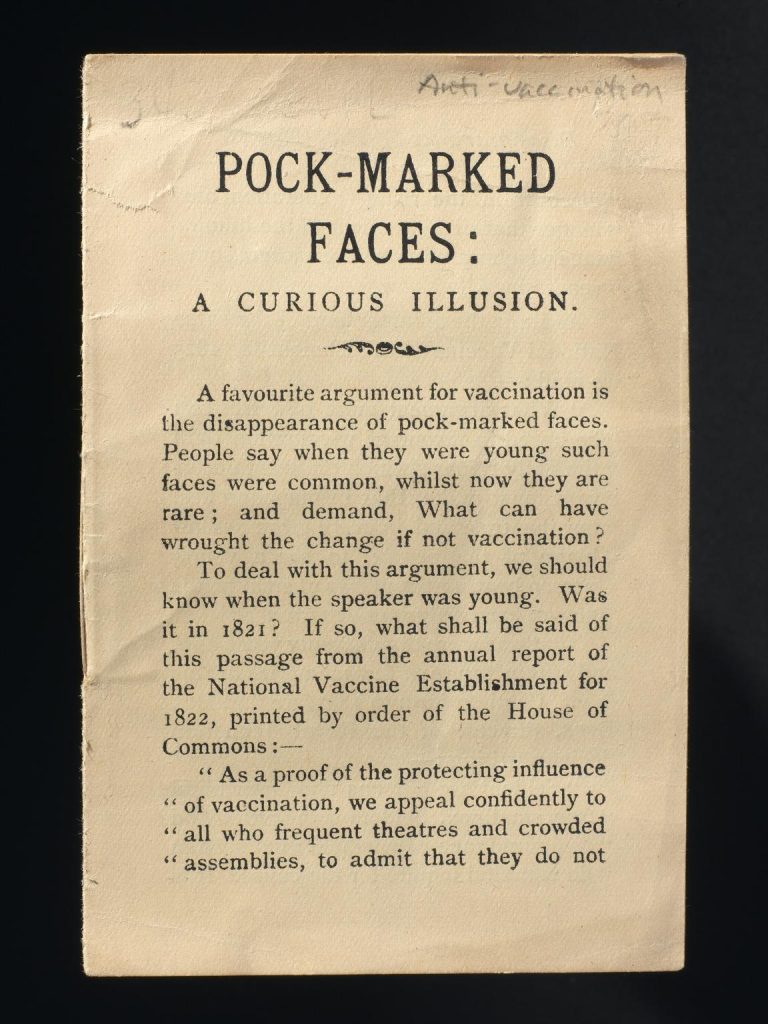 Anti-vaccination
POCK-MARKED
FACES:
A CURIOUS ILLUSION.
A favourite argument for vaccination is
the disappearance of pock-marked faces.
People say when they were young such
faces were common, whilst now they are
rare; and demand, What can have
wrought the change if not vaccination?
To deal with this argument, we should
know when the speaker was young. Was
it in 1821? If so, what shall be said of
this passage from the annual report of
the National Vaccine Establishment for
1822, printed by order of the House of
Commons:—
“ As a proof of the protecting influence
“ of vaccination, we appeal confidently to
“ all who frequent theatres and crowded
“ assemblies, to admit that they do not